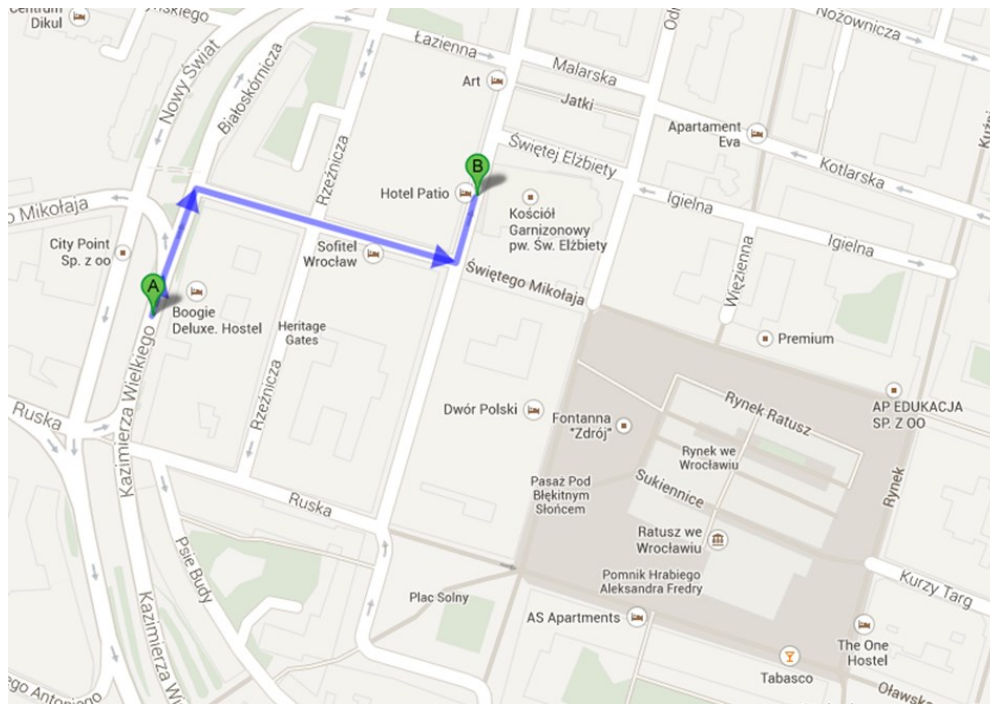 Centrum
Dikul
ńskiego
Nowy Świat
Białoskórnicza
Łazienna
Malarska
Jatki
Art
Nożownicza
Apartament
Eva
Kotlarska
Rzeźnicza
B
Hotel Patio
Świętej Elżbiety
Kościół
Garnizonowy
pw. Św. Elżbiety
Igielna
Igielna
o Mikołaja
City Point
Sp. z oo
Sofitel
Wrocław
Świętego Mikołaja
Więzienna
A
Boogie
Deluxe. Hostel
Heritage
Gates
Premium
Kazimierza Wielkiego
Rzeźnicza
Ruska
Dwór Polski
Fontanna
"Zdrój"
Rynek Ratusz
AP EDUKACJA
SP. Z OO
Rynek we
Wrocławiu
Sukiennice
Rynek
Pasaż Pod
Błękitnym
Słońcem
Ruska
Ratusz we
Wrocławiu
Psie Budy
Pomnik Hrabiego
Aleksandra Fredry
Kurzy Targ
Plac Solny
AS Apartments
Kazimierza Wi
The One
Hostel
Tabasco
Oławska
ego Antoniego